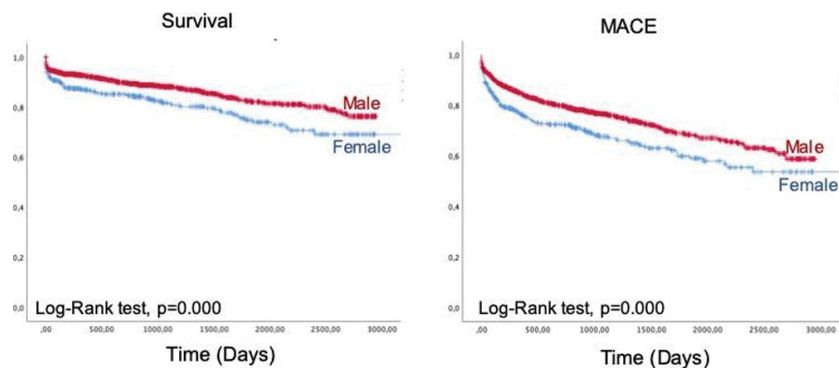 Survival
1,0
0,8
0,6
0,4
0,2
0,0
Male
Female
Log-Rank test, p=0.000
,00 500,00 1000,00 1500,00 2000,00 2500,00 3000,00
Time (Days)
MACE
1,0
0,8
0,6
0,4
0,2
0,0
Male
Female
Log-Rank test, p=0.000
,00 500,00 1000,00 1500,00 2000,00 2500,00 3000,00
Time (Days)